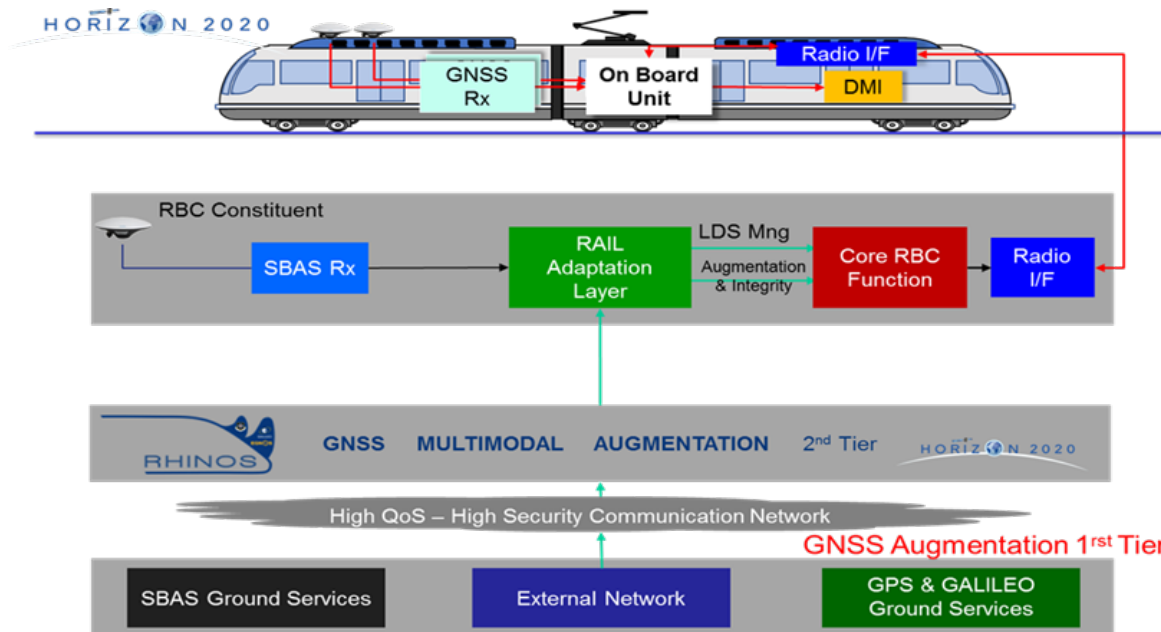 HORIZON 2020
GNSS
Rx
On Board
Unit
Radio I/F
DMI
RBC Constituent
SBAS Rx
RAIL
Adaptation
Layer
LDS Mng
Augmentation
& Integrity
Core RBC
Function
Radio
I/F
RHINOS
GNSS MULTIMODAL AUGMENTATION 2nd Tier
HORIZON 2020
High QoS – High Security Communication Network
GNSS Augmentation 1rst Tier
SBAS Ground Services
External Network
GPS & GALILEO
Ground Services